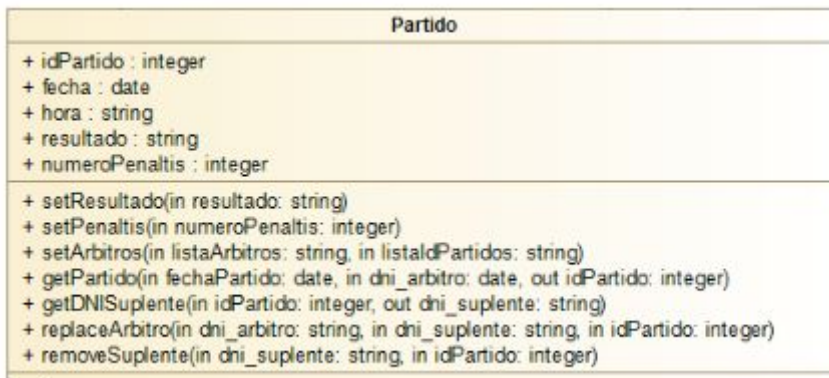 Partido
+ idPartido : integer
+ fecha : date
+ hora : string
+ resultado : string
+ numeroPenaltis : integer
+ setResultado(in resultado: string)
+ setPenaltis(in numeroPenaltis: integer)
+ setArbitros(in listaArbitros: string, in listaIdPartidos: string)
+ getPartido(in fechaPartido: date, in dni_arbitro: date, out idPartido: integer)
+ getDNISuplente(in idPartido: integer, out dni_suplente: string)
+ replaceArbitro(in dni_arbitro: string, in dni_suplente: string, in idPartido: integer)
+ removeSuplente(in dni_suplente: string, in idPartido: integer)